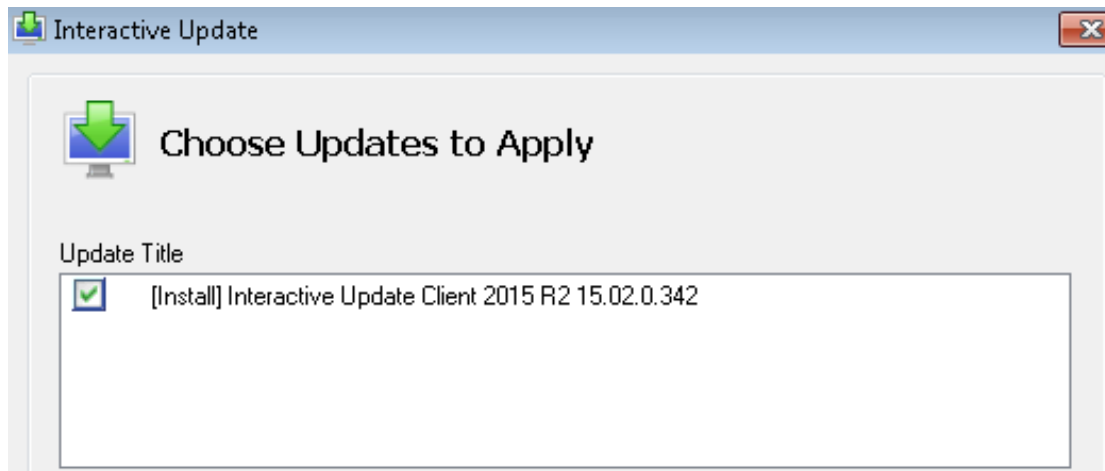 Interactive Update
Choose Updates to Apply
Update Title
[Install] Interactive Update Client 2015 R2 15.02.0.342